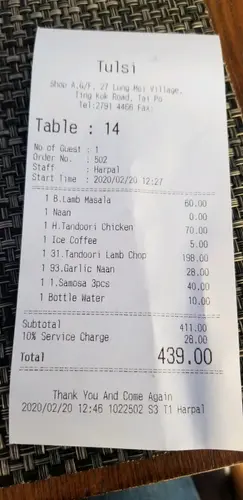 Tulsi
Shop A,G/F, 27 Lung Mei Village,
Ting Kok Road, Tai Po
Tel:2791 4466 Fax:
Table : 14
No of Guest : 1
Order No. : 502
Staff : Harpal
Start Time : 2020/02/20 12:27
1 B.Lamb Masala 60.00
1 Naan 0.00
1 H.Tandoori Chicken 70.00
1 Ice Coffee 5.00
1 31.Tandoori Lamb Chop 198.00
1 93.Garlic Naan 28.00
1 1.Samosa 3pcs 40.00
1 Bottle Water 10.00
Subtotal 411.00
10% Service Charge 28.00
Total 439.00
Thank You And Come Again
2020/02/20 12:46 1022502 S3 T1 Harpal